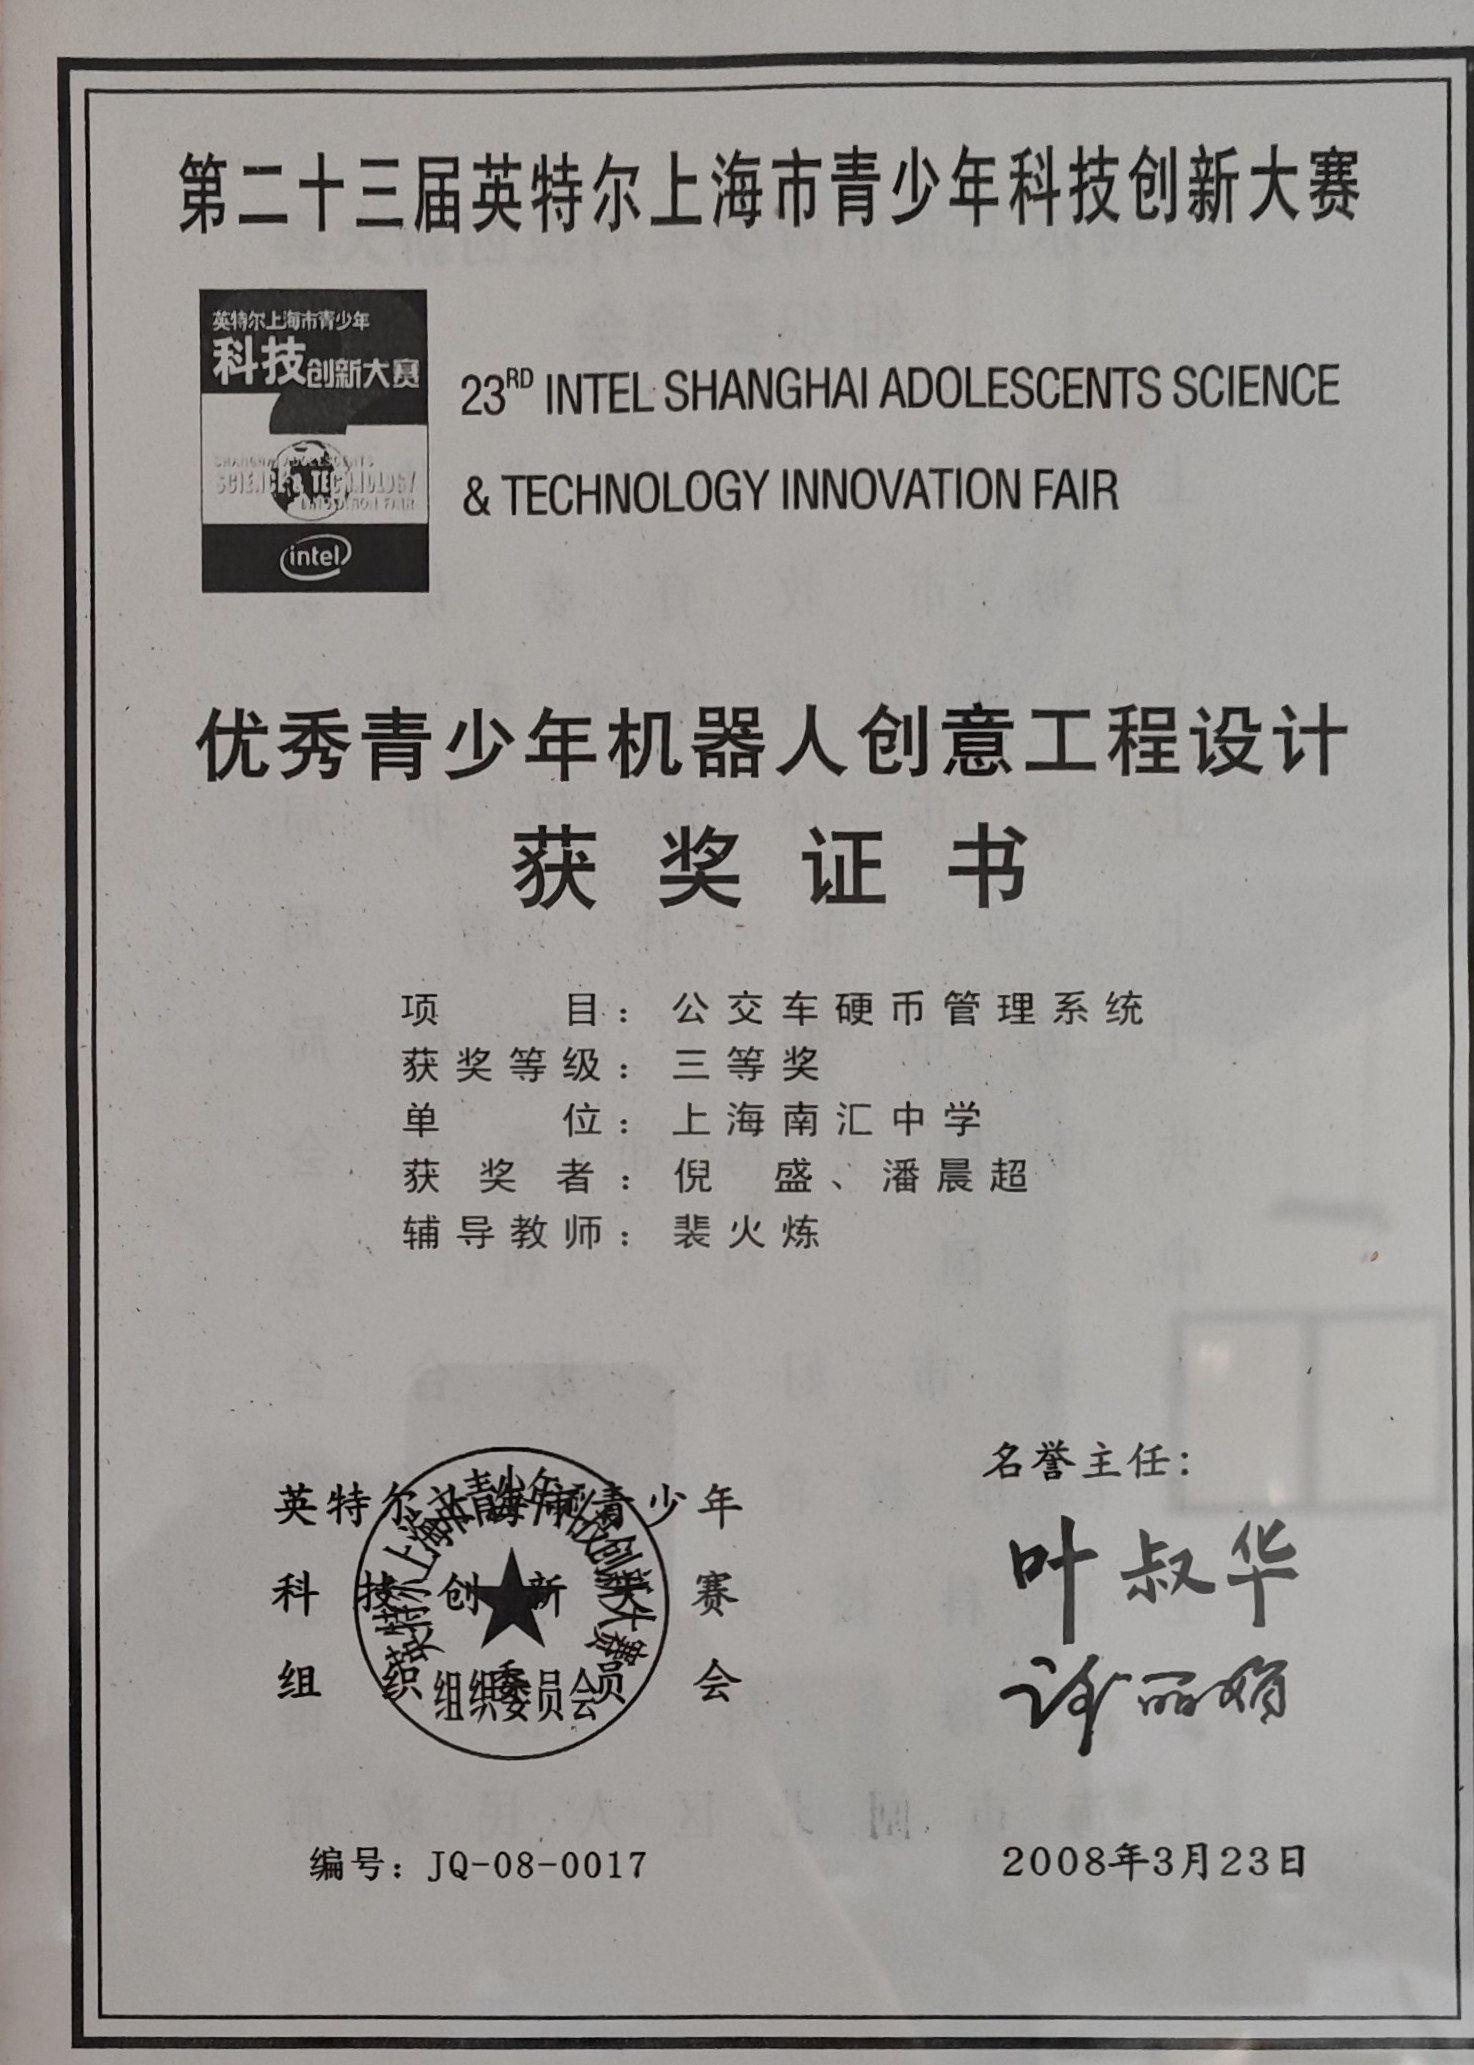 第二十三届英特尔上海市青少年科技创新大赛
英特尔上海市青少年
科技创新大赛
SHANGHAI ADOLESCENTS
SCIENCE & TECHNOLOGY
INNOVATION FAIR
intel
23RD INTEL SHANGHAI ADOLESCENTS SCIENCE
& TECHNOLOGY INNOVATION FAIR
优秀青少年机器人创意工程设计
获奖证书
项目：公交车硬币管理系统
获奖等级：三等奖
单位：上海南汇中学
获奖者：倪盛、潘晨超
辅导教师：裴火炼
英特尔上海市青少年
科技创新大赛
组织委员会
英特尔上海市青少年科技创新大赛
组织委员会
名誉主任：
叶叔华
许丽娟
编号：JQ-08-0017
2008年3月23日